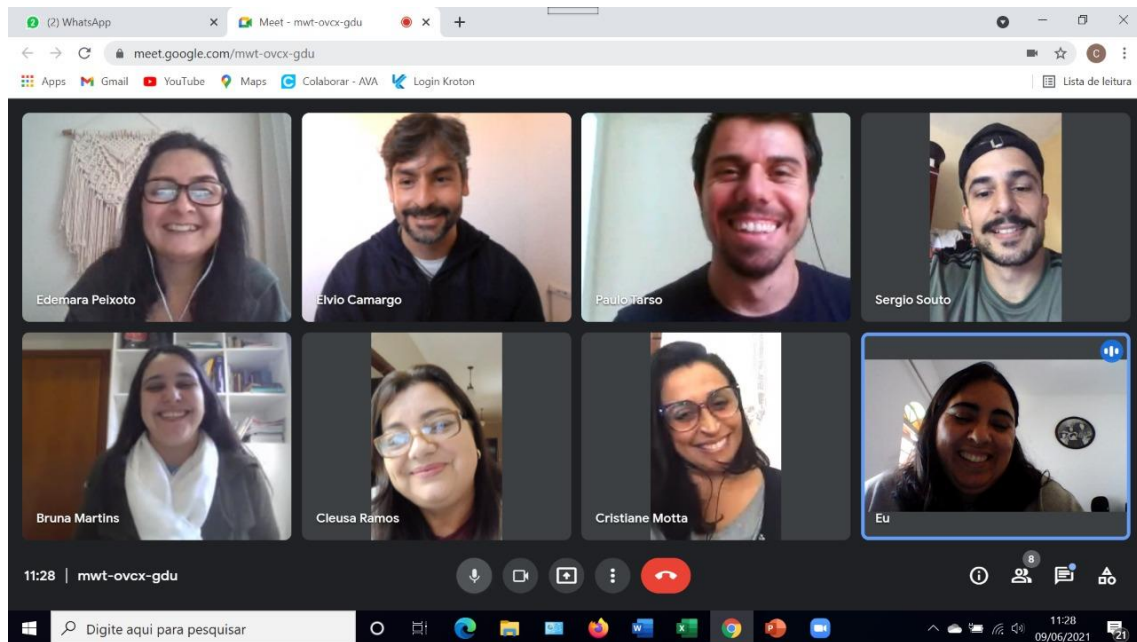 2 (2) WhatsApp
Meet - mwt-ovcx-gdu
meet.google.com/mwt-ovcx-gdu
C
Apps Gmail YouTube Maps Colaborar - AVA Login Kroton Lista de leitura
Edemara Peixoto
Elvio Camargo
Paulo Tarso
Sergio Souto
Bruna Martins
Cleusa Ramos
Cristiane Motta
Eu
11:28 | mwt-ovcx-gdu
8
Digite aqui para pesquisar
11:28
09/06/2021
21